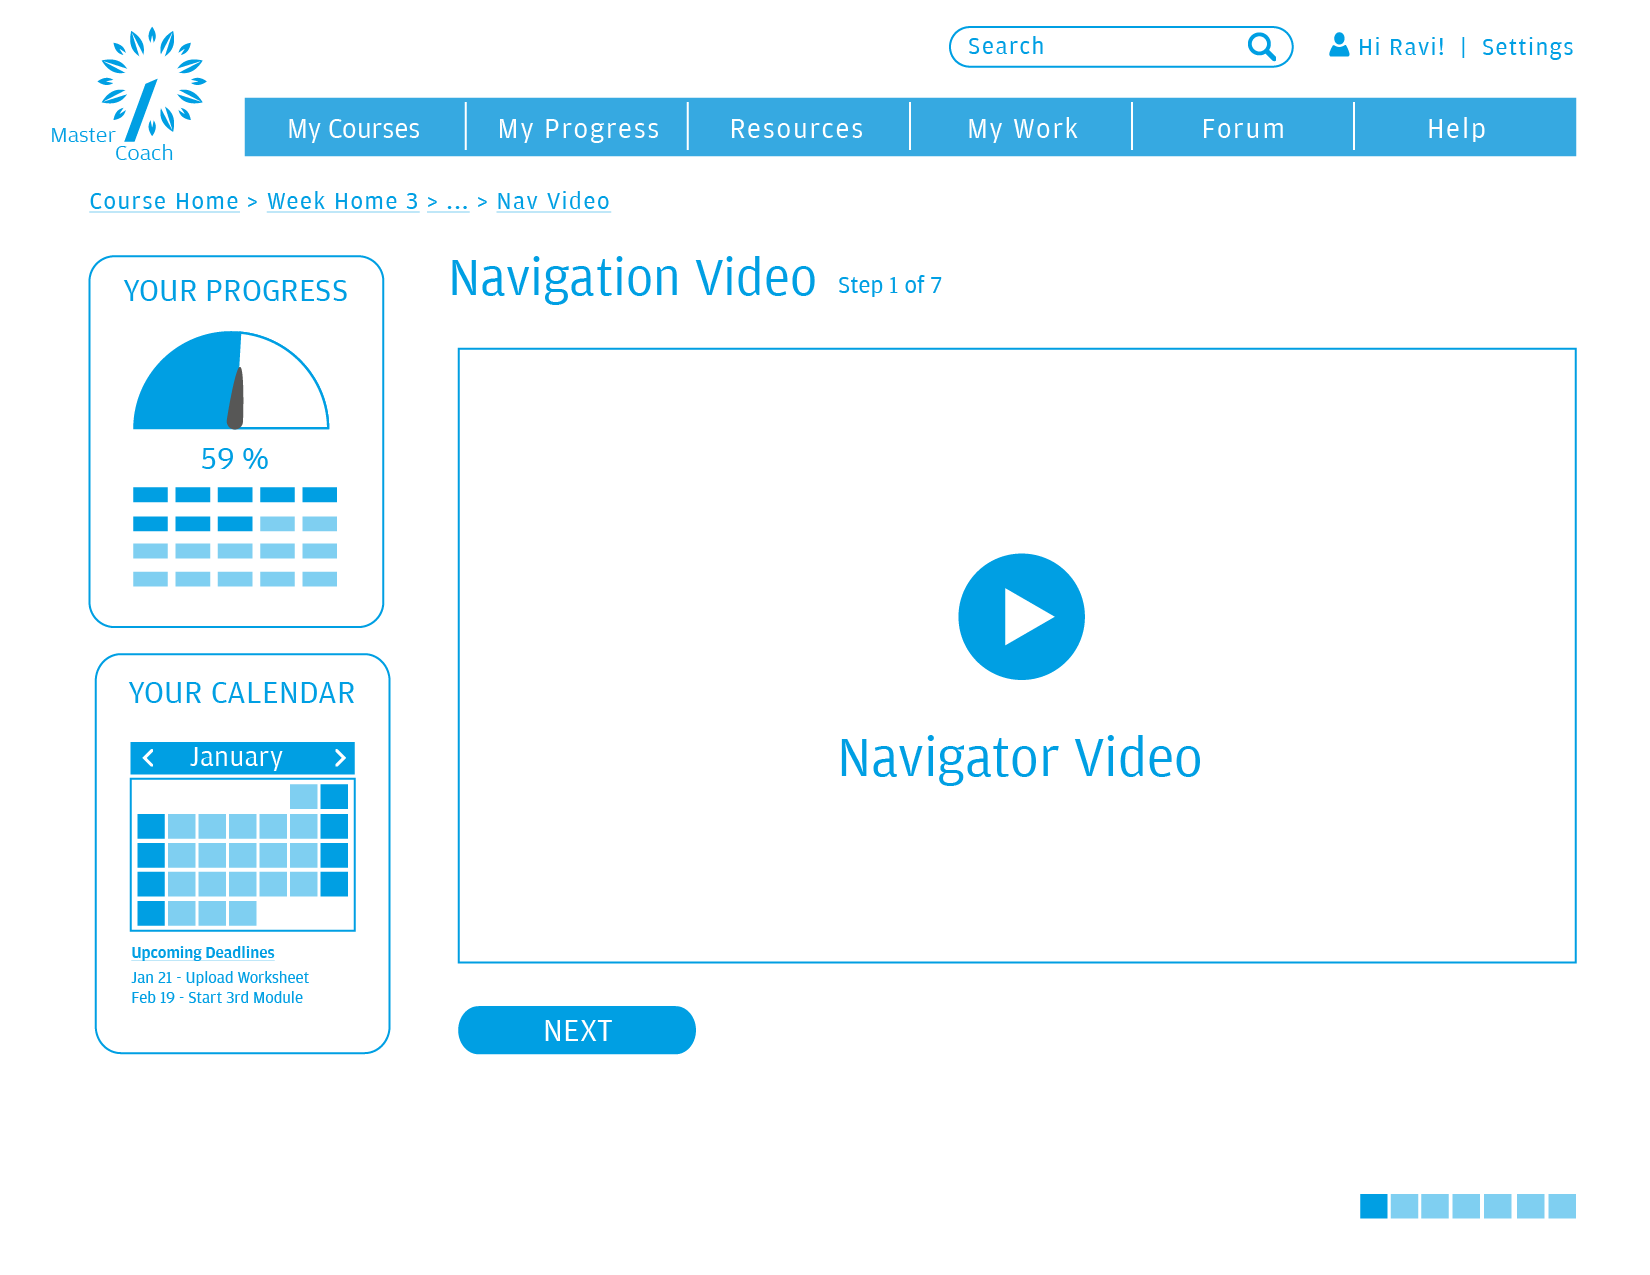 Master
Coach
Search
Hi Ravi! | Settings
My Courses
My Progress
Resources
My Work
Forum
Help
Course Home > Week Home 3 > ... > Nav Video
YOUR PROGRESS
59 %
Navigation Video Step 1 of 7
Navigator Video
YOUR CALENDAR
January
Upcoming Deadlines
Jan 21 - Upload Worksheet
Feb 19 - Start 3rd Module
NEXT